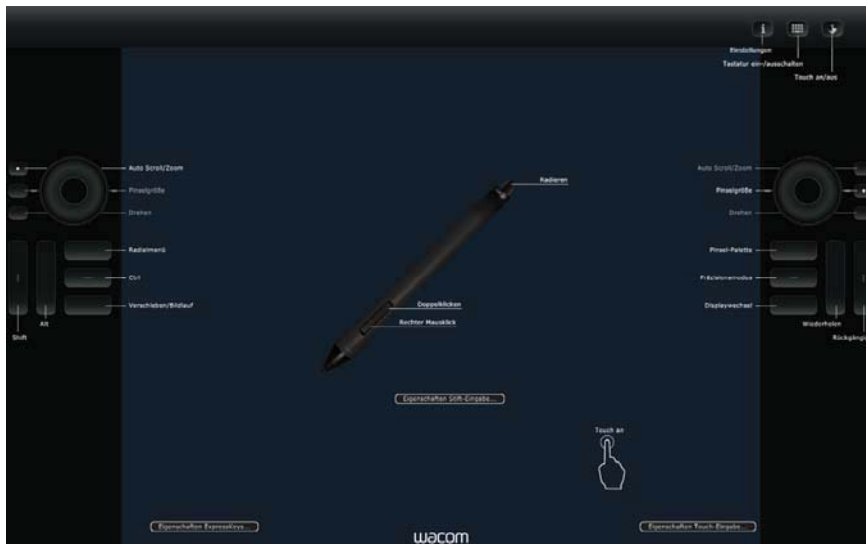 Einstellungen
Tastatur ein-/ausschalten
Touch an/aus
Auto Scroll/Zoom
Pinselgröße
Drehen
Radialmenü
Ctrl
Verschieben/Bildlauf
Alt
Shift
Radieren
Doppelklicken
Rechter Mausklick
Auto Scroll/Zoom
Pinselgröße
Drehen
Pinsel-Palette
Präzisionsmodus
Displaywechsel
Wiederholen
Rückgängig
Eigenschaften Stift-Eingabe...
Touch an
Eigenschaften ExpressKeys...
Eigenschaften Touch-Eingabe...
wacom